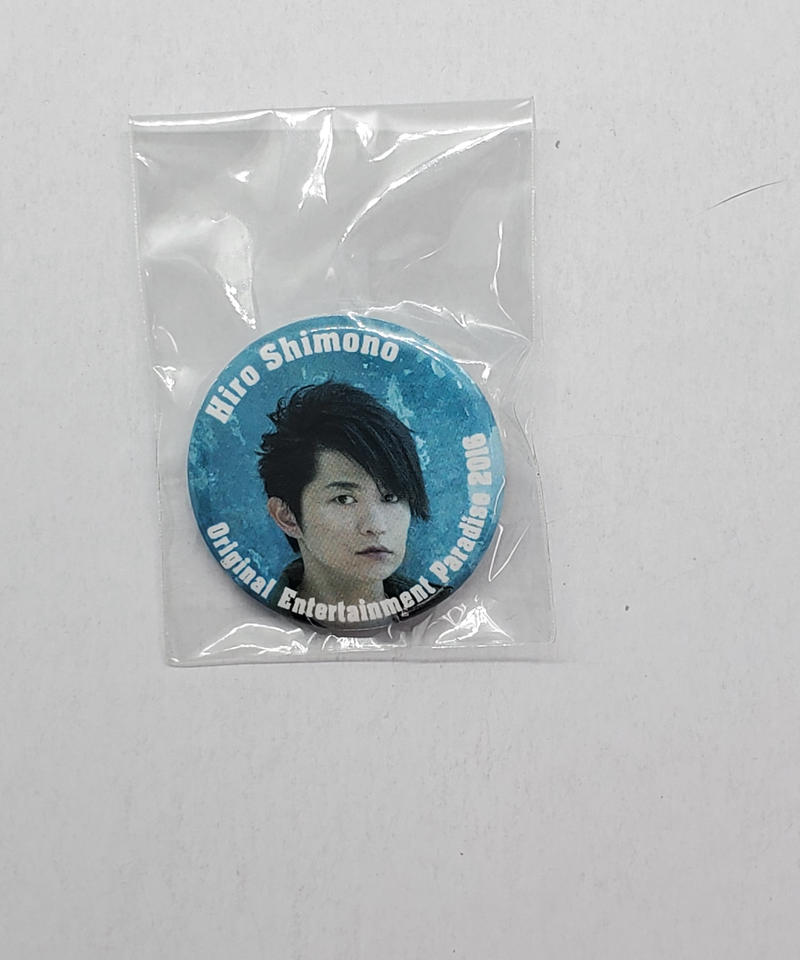 Hiro Shimono
Original Entertainment Paradise 2016